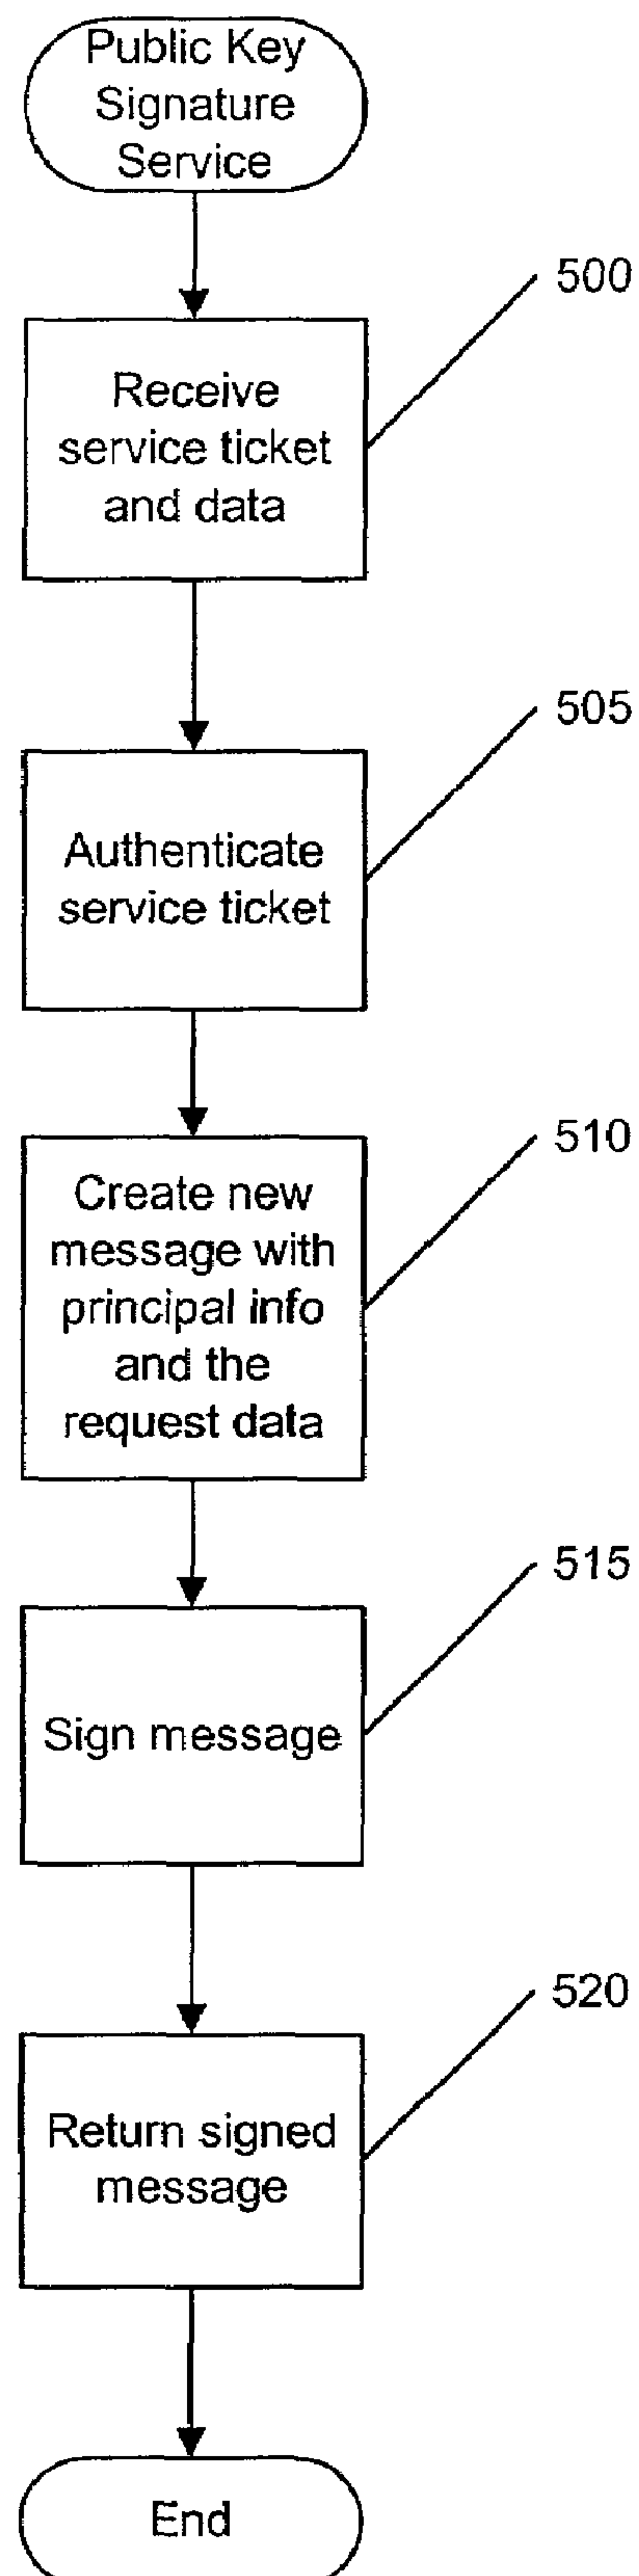 Public Key
Signature
Service
500
Receive
service ticket
and data
505
Authenticate
service ticket
510
Create new
message with
principal info
and the
request data
515
Sign message
520
Return signed
message
End